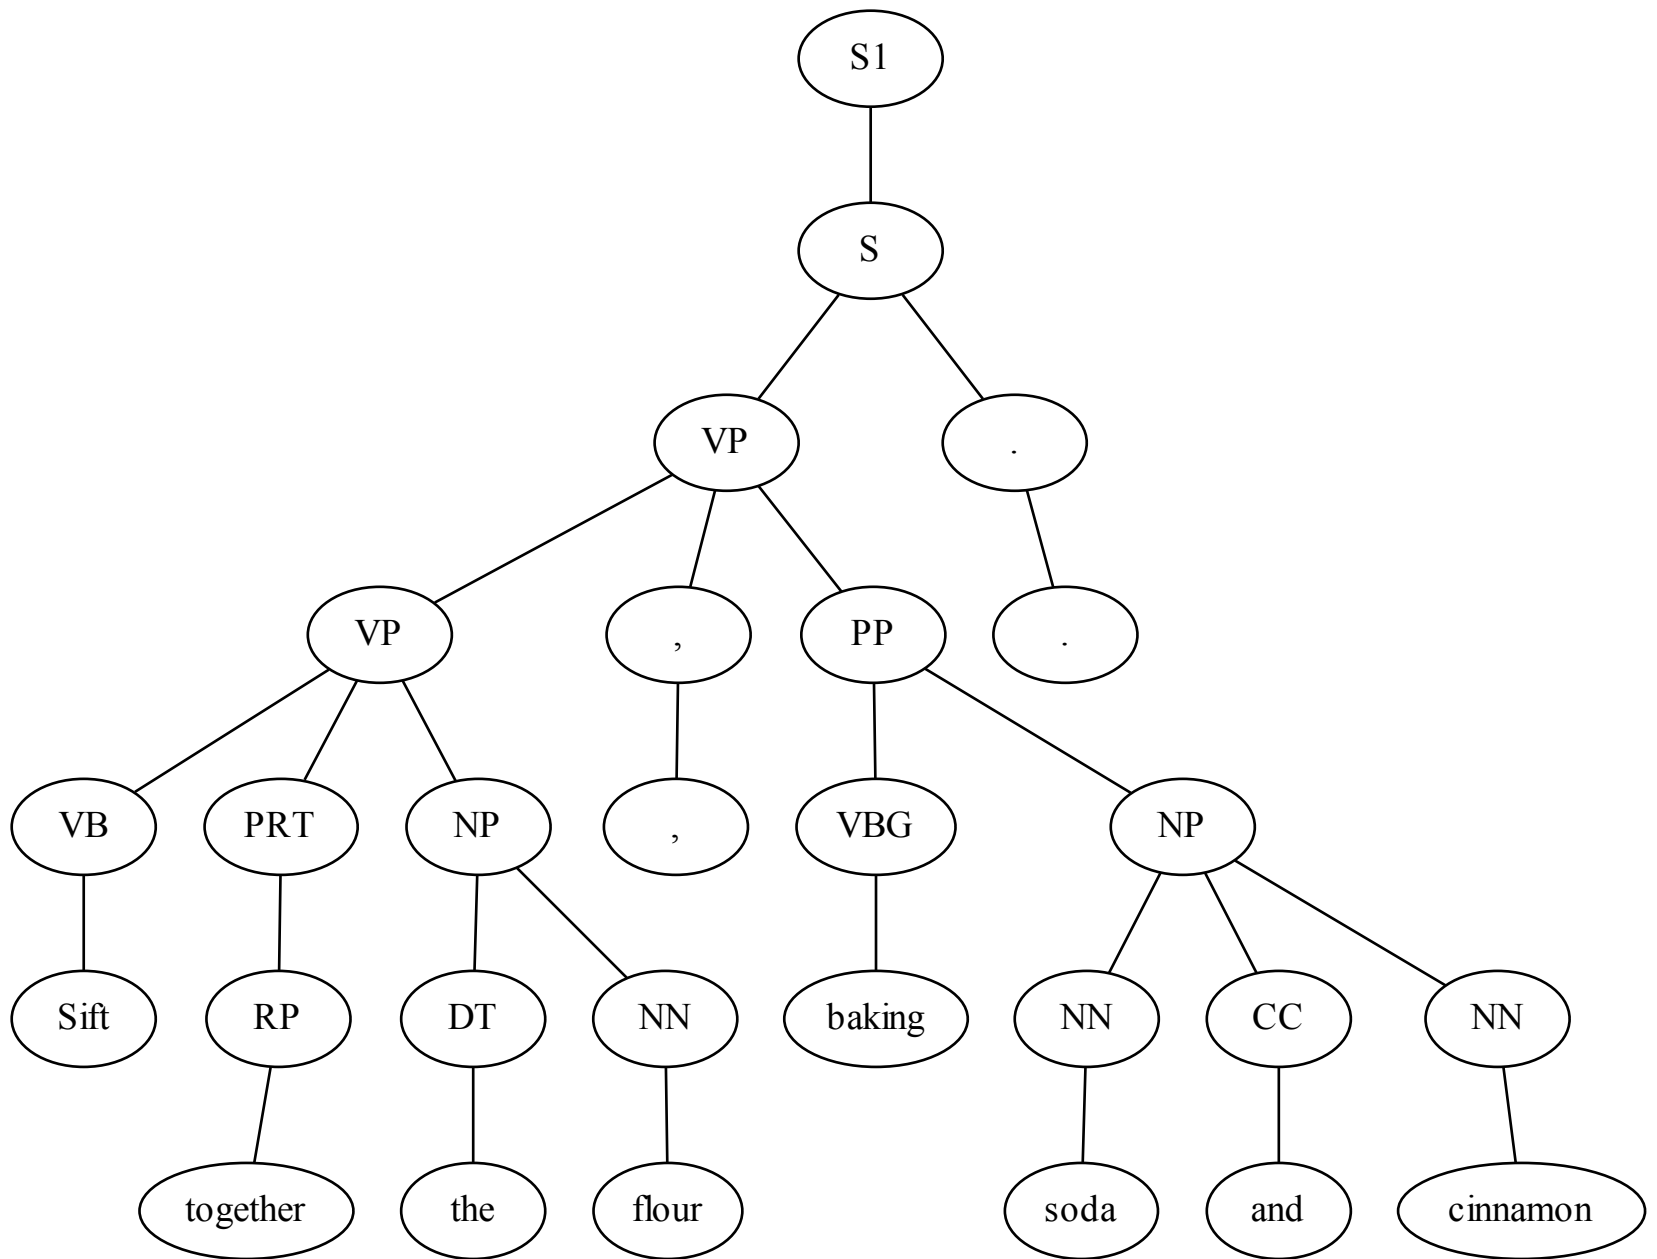 S1
S
VP .
VP , PP .
VB PRT NP , VBG NP
Sift RP DT NN baking NN CC NN
together the flour soda and cinnamon